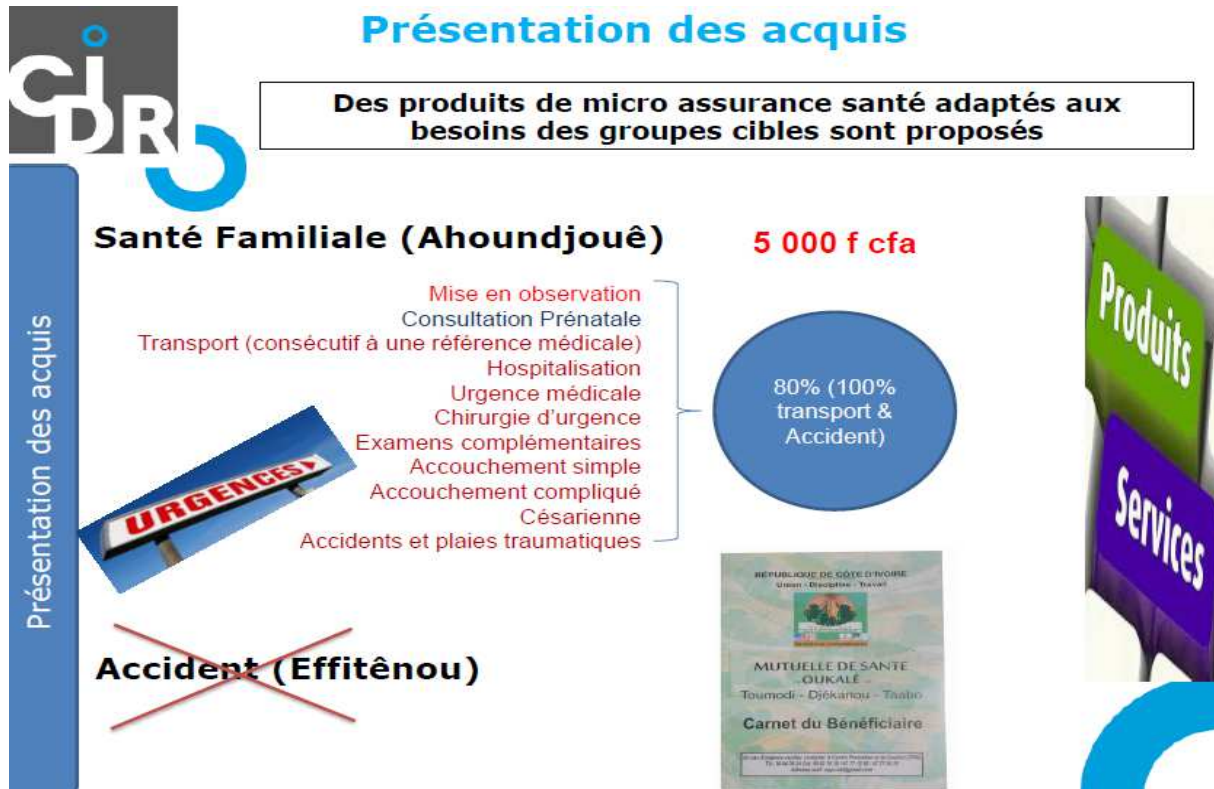 CIDR
Présentation des acquis
Des produits de micro assurance santé adaptés aux
besoins des groupes cibles sont proposés
Présentation des acquis
Santé Familiale (Ahoundjouê)
5 000 f cfa
Mise en observation
Consultation Prénatale
Transport (consécutif à une référence médicale)
Hospitalisation
Urgence médicale
Chirurgie d'urgence
Examens complémentaires
Accouchement simple
Accouchement compliqué
Césarienne
Accidents et plaies traumatiques
80% (100%
transport &
Accident)
URGENCES
Produits
Services
Accident (Effitênou)
RÉPUBLIQUE DE CÔTE D'IVOIRE
Union - Discipline - Travail
MUTUELLE DE SANTE
OUKALÉ
Toumodi - Djékanou - Taabo
Carnet du Bénéficiaire